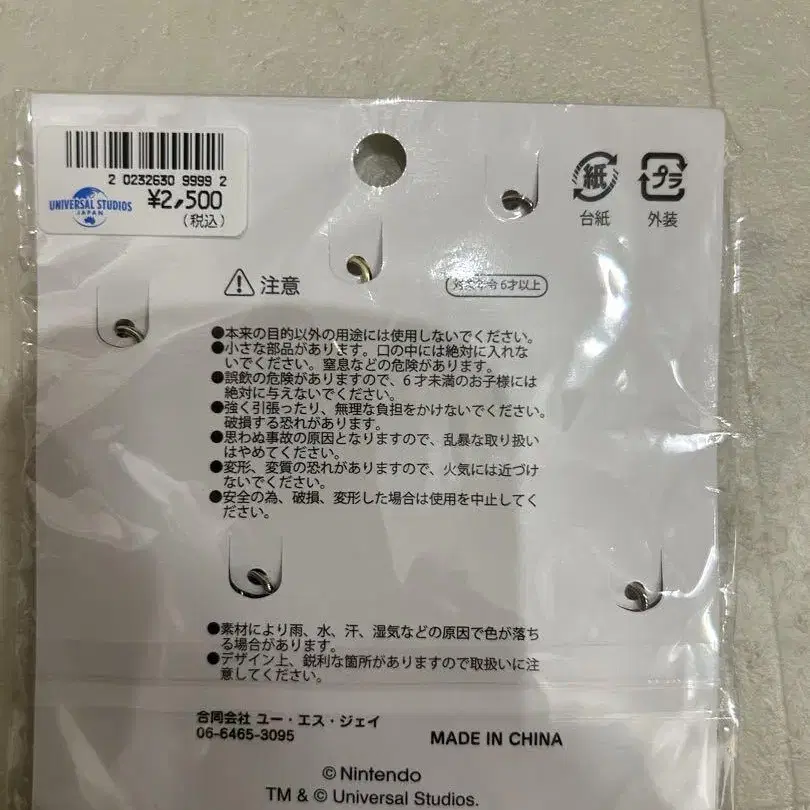 2 0232630 9999 2
UNIVERSAL STUDIOS
JAPAN
¥2,500
(税込)
紙
プラ
台紙
外装
注意
対象年令6才以上
●本来の目的以外の用途には使用しないでください。
●小さな部品があります。口の中には絶対に入れな
いでください。窒息などの危険があります。
●誤飲の危険がありますので、6才未満のお子様には
絶対に与えないでください。
●強く引張ったり、無理な負担をかけないでください。
破損する恐れがあります。
●思わぬ事故の原因となりますので、乱暴な取り扱い
はやめてください。
●変形、変質の恐れがありますので、火気には近づけ
ないでください。
●安全の為、破損、変形した場合は使用を中止してく
ださい。
●素材により雨、水、汗、湿気などの原因で色が落ち
る場合があります。
●デザイン上、鋭利な箇所がありますので取扱いに注
意してください。
合同会社 ユー・エス・ジェイ
06-6465-3095
MADE IN CHINA
© Nintendo
TM & © Universal Studios.